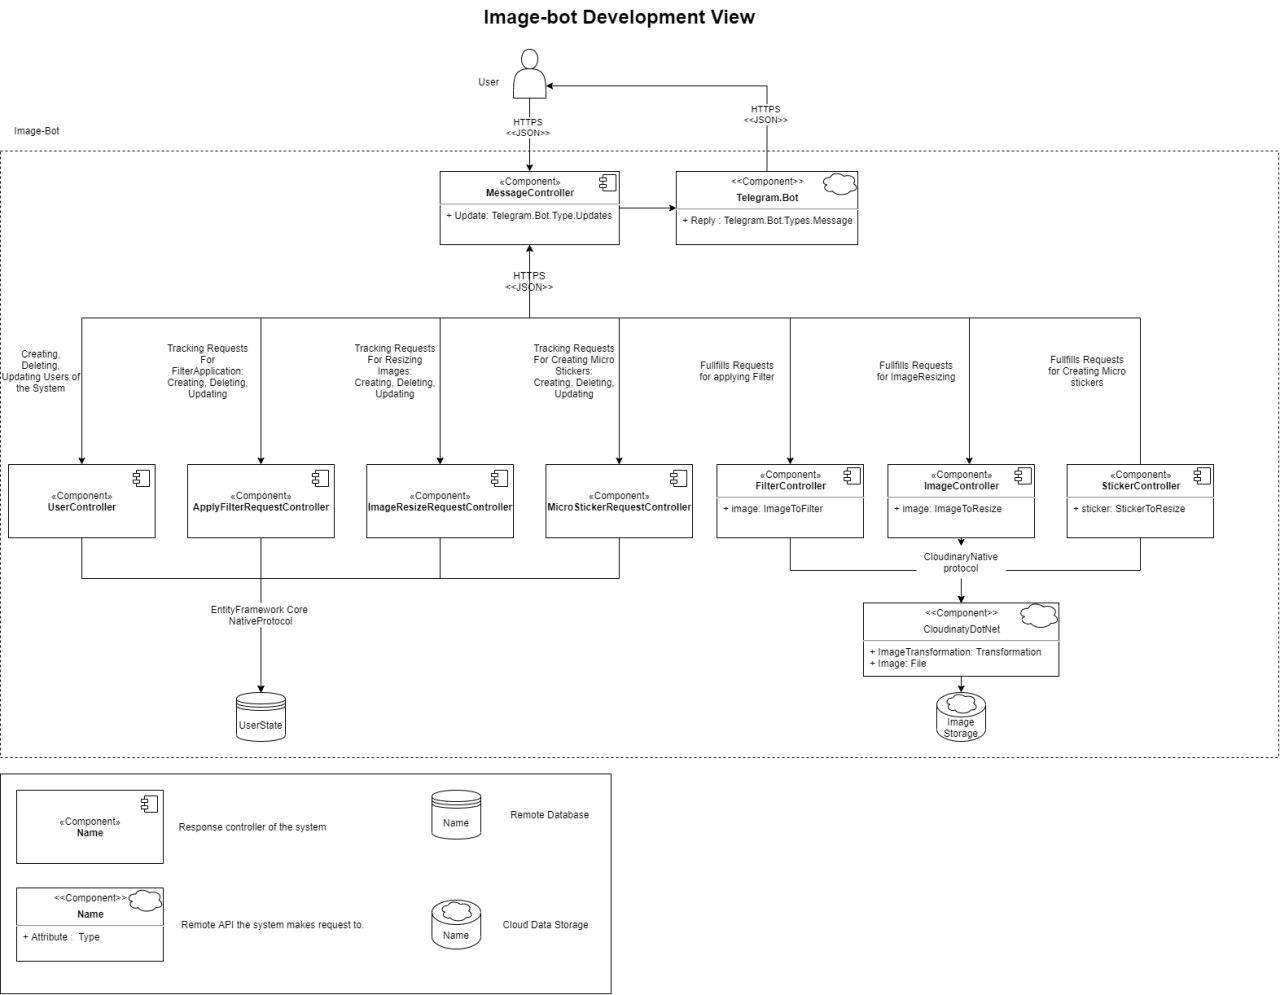 Image-bot Development View
User
HTTPS
<<JSON>>
HTTPS
<<JSON>>
Image-Bot
«Component»
MessageController
+ Update: Telegram.Bot.Type.Updates
<<Component>>
Telegram.Bot
+ Reply : Telegram.Bot.Types.Message
HTTPS
<<JSON>>
Creating,
Deleting,
Updating Users of
the System
Tracking Requests
For
FilterApplication:
Creating, Deleting,
Updating
Tracking Requests
For Resizing
Images:
Creating, Deleting,
Updating
Tracking Requests
For Creating Micro
Stickers:
Creating, Deleting,
Updating
Fullfills Requests
for applying Filter
Fullfills Requests
for ImageResizing
Fullfills Requests
for Creating Micro
stickers
«Component»
UserController
«Component»
ApplyFilterRequestController
«Component»
ImageResizeRequestController
«Component»
MicroStickerRequestController
«Component»
FilterController
+ image: ImageToFilter
«Component»
ImageController
+ image: ImageToResize
«Component»
StickerController
+ sticker: StickerToResize
EntityFramework Core
NativeProtocol
CloudinaryNative
protocol
<<Component>>
CloudinatyDotNet
+ ImageTransformation: Transformation
+ Image: File
UserState
Image
Storage
«Component»
Name
Response controller of the system
Name
Remote Database
<<Component>>
Name
+ Attribute : Type
Remote API the system makes request to.
Name
Cloud Data Storage